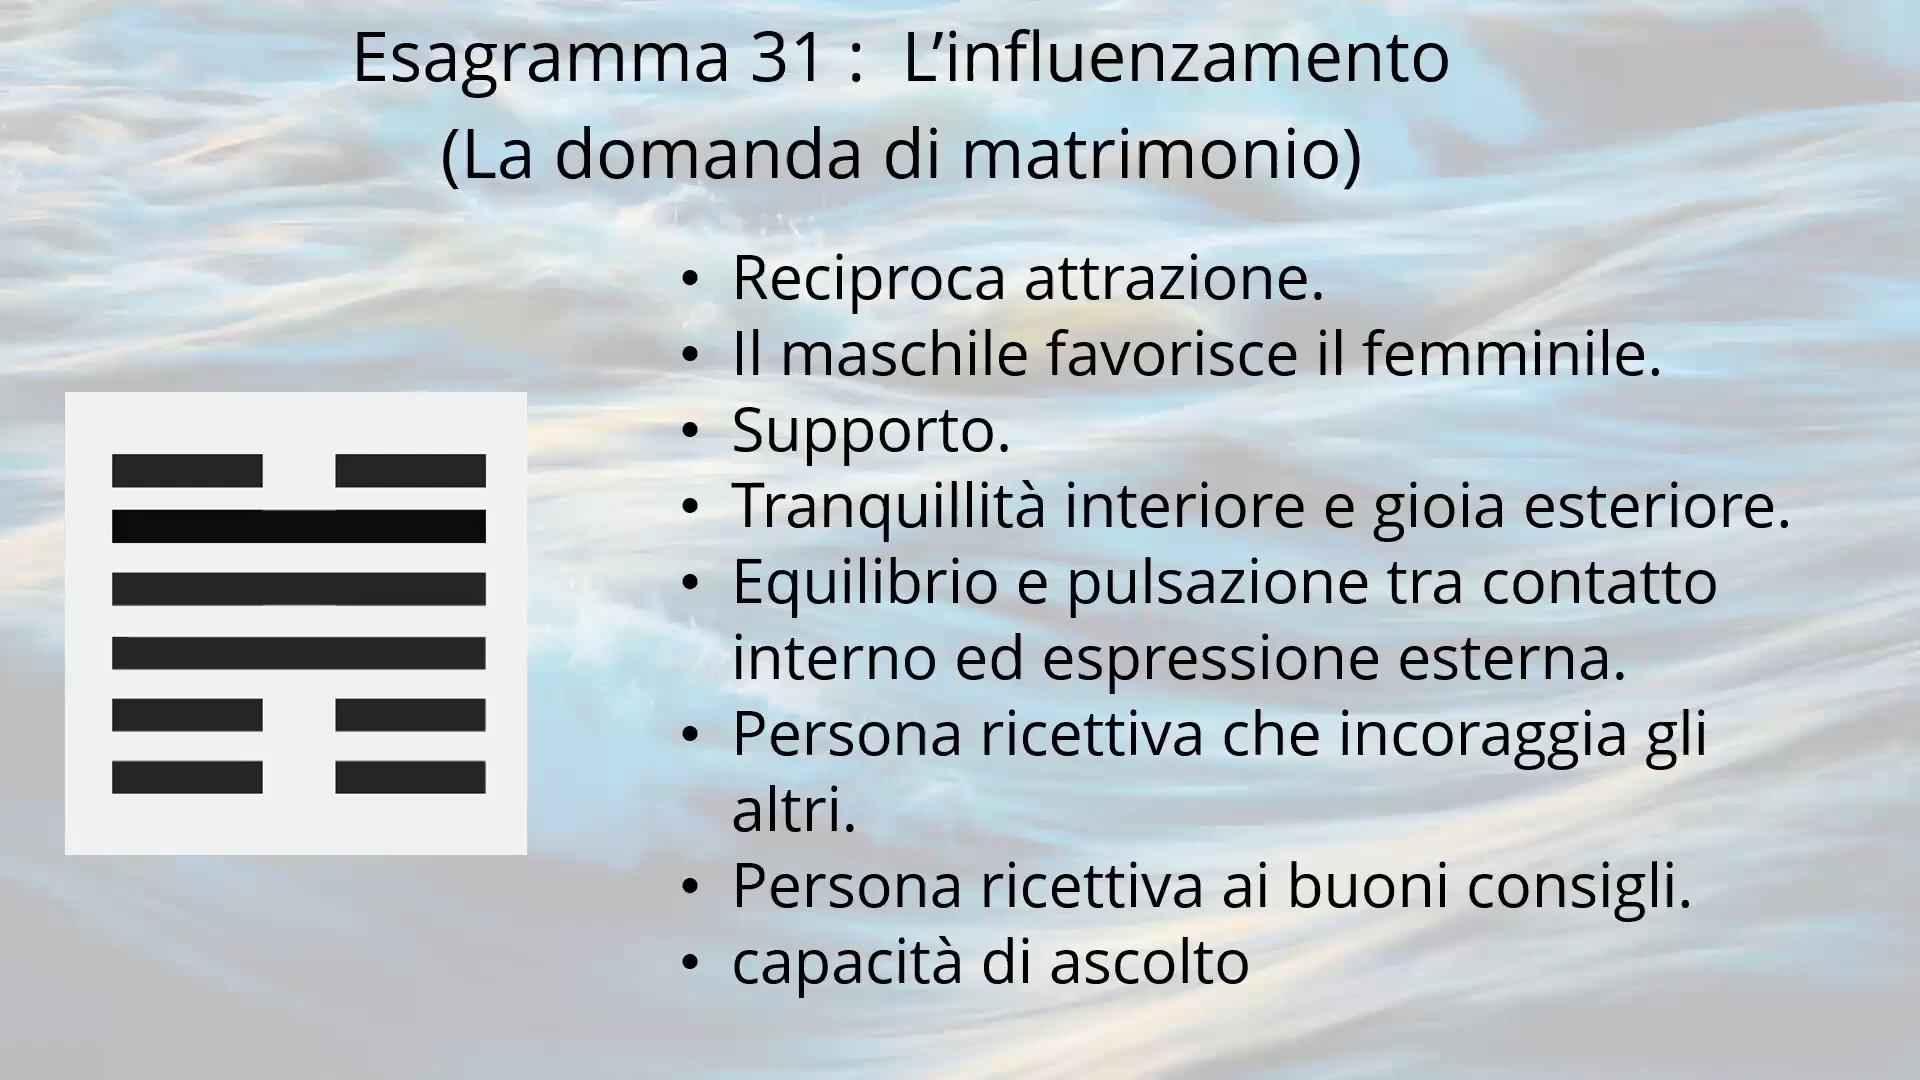 Esagramma 31 : L’influenzamento
(La domanda di matrimonio)
• Reciproca attrazione.
• Il maschile favorisce il femminile.
• Supporto.
• Tranquillità interiore e gioia esteriore.
• Equilibrio e pulsazione tra contatto
interno ed espressione esterna.
• Persona ricettiva che incoraggia gli
altri.
• Persona ricettiva ai buoni consigli.
• capacità di ascolto